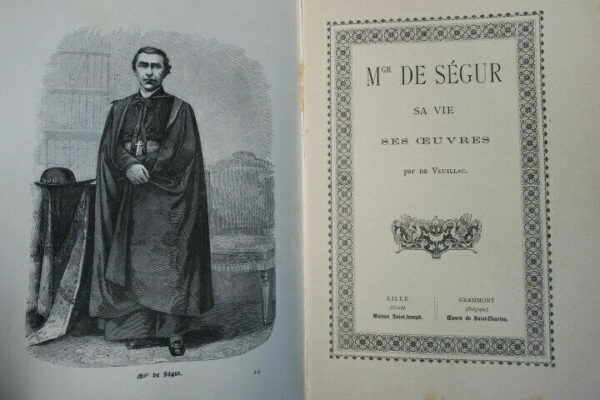 Mgr de Ségur.
MGR DE SÉGUR
SA VIE
SES ŒUVRES
par DE VEUILLAC.
LILLE
(Nord)
Maison Saint-Joseph.
GRAMMONT
(Belgique)
Œuvre de Saint-Charles.